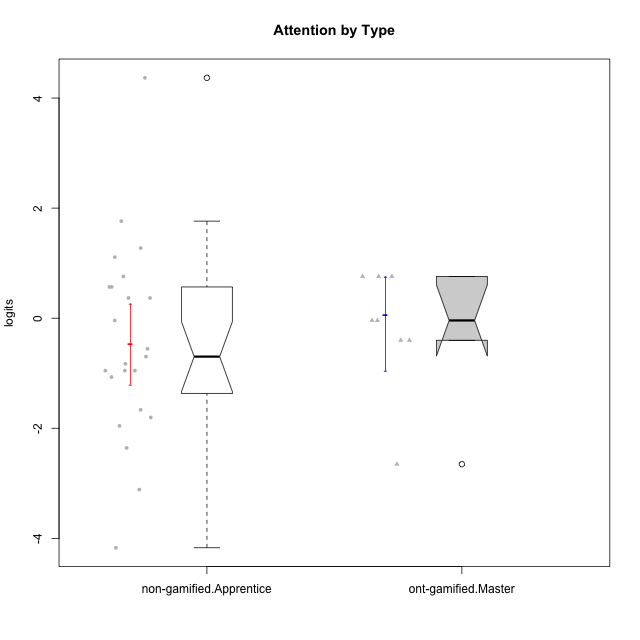 Attention by Type
logits
4
2
0
-2
-4
non-gamified.Apprentice
ont-gamified.Master